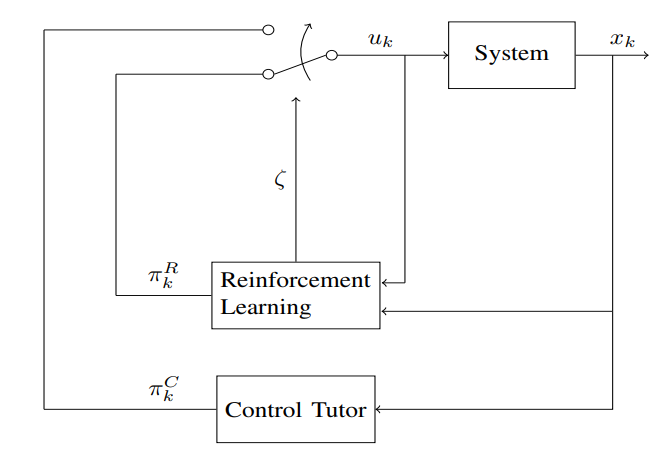 u_k
System
x_k
ζ
π_k^R
Reinforcement
Learning
π_k^C
Control Tutor